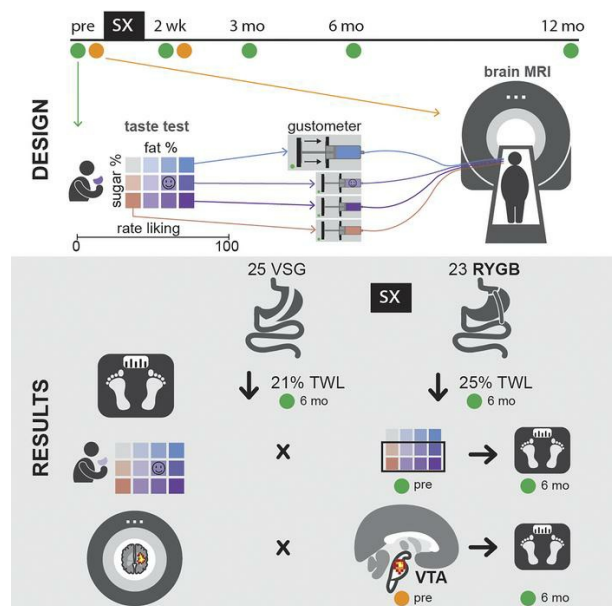 pre SX 2 wk 3 mo 6 mo 12 mo
DESIGN
brain MRI
taste test
gustometer
fat %
sugar %
rate liking
0 100
RESULTS
25 VSG SX 23 RYGB
21% TWL
6 mo
25% TWL
6 mo
x
pre
6 mo
x
VTA
pre
6 mo